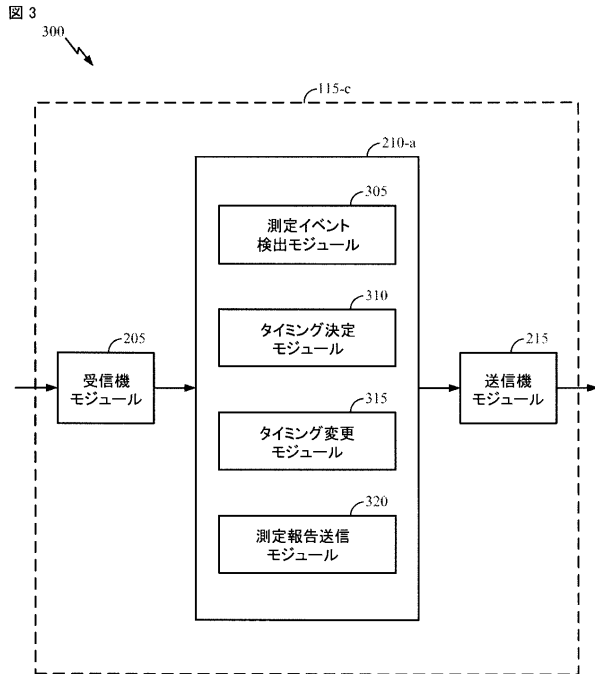 図 3
300
115-c
210-a
305
測定イベント
検出モジュール
310
タイミング決定
モジュール
205
受信機
モジュール
215
送信機
モジュール
315
タイミング変更
モジュール
320
測定報告送信
モジュール